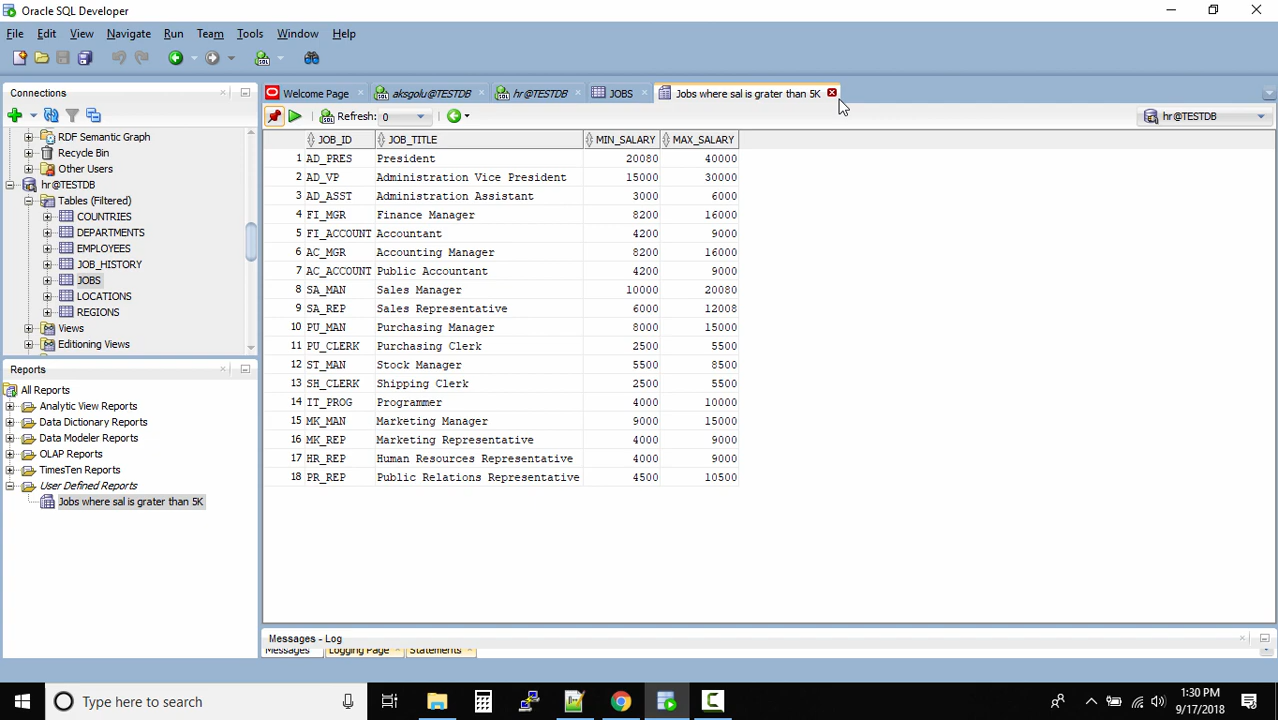 Oracle SQL Developer
File Edit View Navigate Run Team Tools Window Help
Connections
RDF Semantic Graph
Recycle Bin
Other Users
hr@TESTDB
Tables (Filtered)
COUNTRIES
DEPARTMENTS
EMPLOYEES
JOB_HISTORY
JOBS
LOCATIONS
REGIONS
Views
Editioning Views
Reports
All Reports
Analytic View Reports
Data Dictionary Reports
Data Modeler Reports
OLAP Reports
TimesTen Reports
User Defined Reports
Jobs where sal is grater than 5K
Welcome Page aksgolu@TESTDB hr@TESTDB JOBS Jobs where sal is grater than 5K
Refresh: 0 hr@TESTDB
JOB_ID JOB_TITLE MIN_SALARY MAX_SALARY
1 AD_PRES President 20080 40000
2 AD_VP Administration Vice President 15000 30000
3 AD_ASST Administration Assistant 3000 6000
4 FI_MGR Finance Manager 8200 16000
5 FI_ACCOUNT Accountant 4200 9000
6 AC_MGR Accounting Manager 8200 16000
7 AC_ACCOUNT Public Accountant 4200 9000
8 SA_MAN Sales Manager 10000 20080
9 SA_REP Sales Representative 6000 12008
10 PU_MAN Purchasing Manager 8000 15000
11 PU_CLERK Purchasing Clerk 2500 5500
12 ST_MAN Stock Manager 5500 8500
13 SH_CLERK Shipping Clerk 2500 5500
14 IT_PROG Programmer 4000 10000
15 MK_MAN Marketing Manager 9000 15000
16 MK_REP Marketing Representative 4000 9000
17 HR_REP Human Resources Representative 4000 9000
18 PR_REP Public Relations Representative 4500 10500
Messages - Log
Messages Logging Page Statements
Type here to search
1:30 PM
9/17/2018